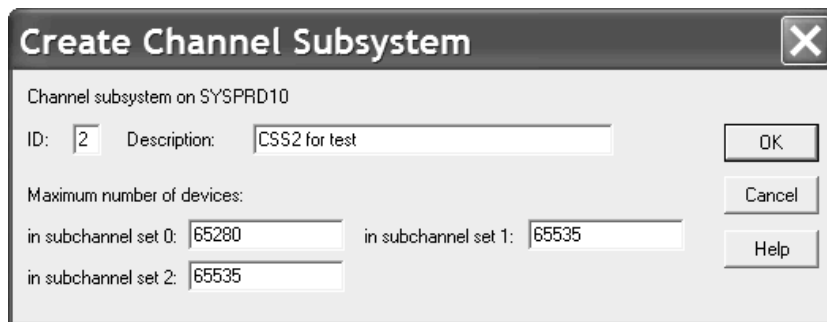 Create Channel Subsystem
Channel subsystem on SYSPRD10
ID: 2 Description: CSS2 for test
OK
Maximum number of devices:
Cancel
in subchannel set 0: 65280 in subchannel set 1: 65535
Help
in subchannel set 2: 65535